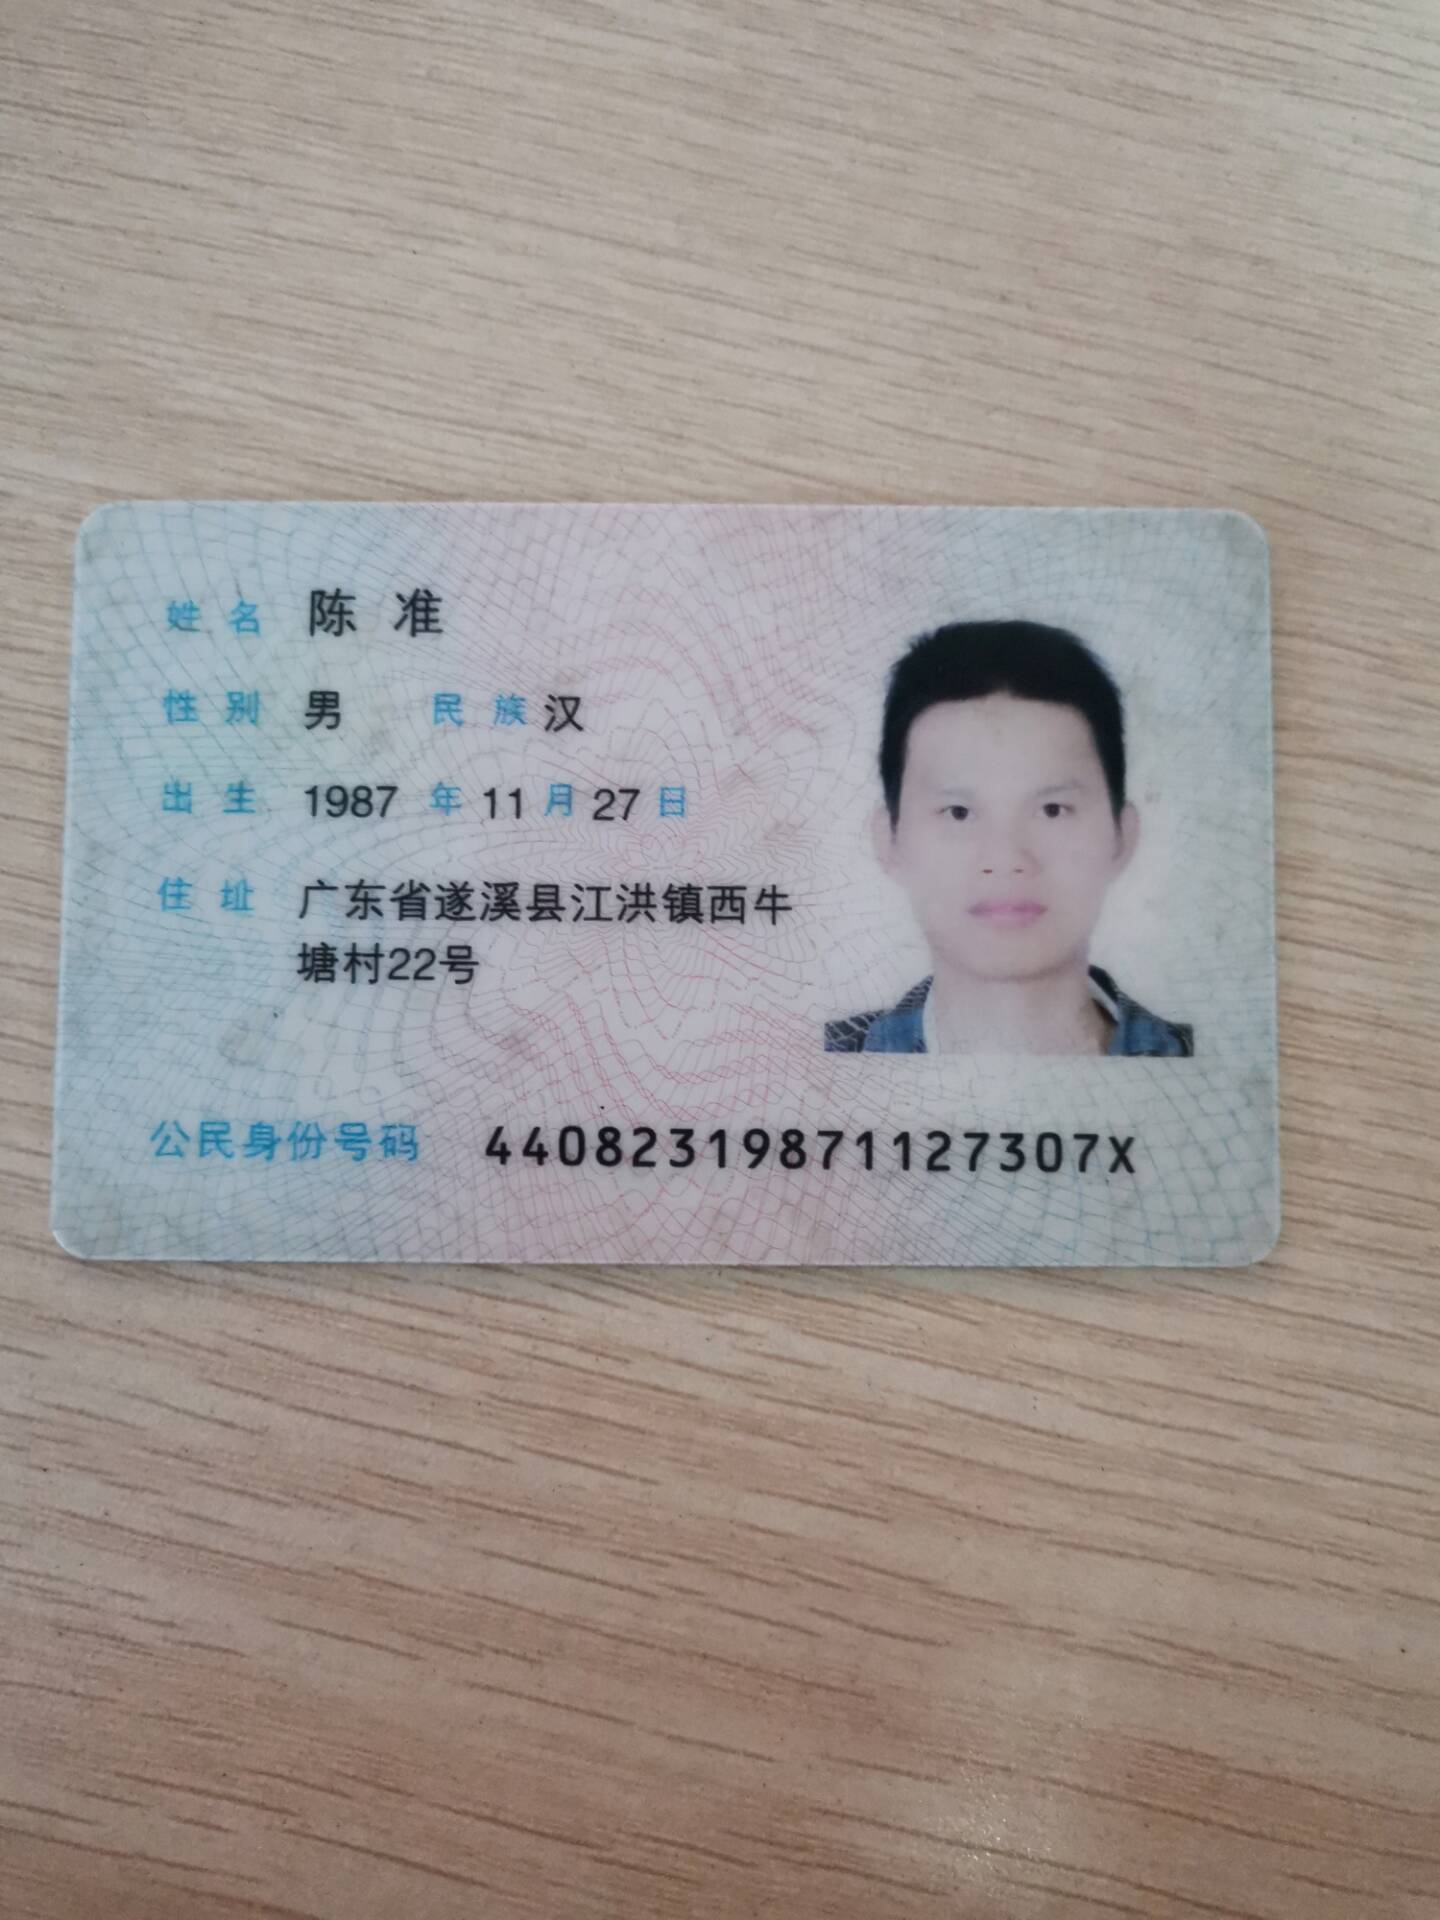 姓名 陈准
性别 男 民族 汉
出生 1987 年 11 月 27 日
住址 广东省遂溪县江洪镇西牛
塘村22号
公民身份号码 44082319871127307X